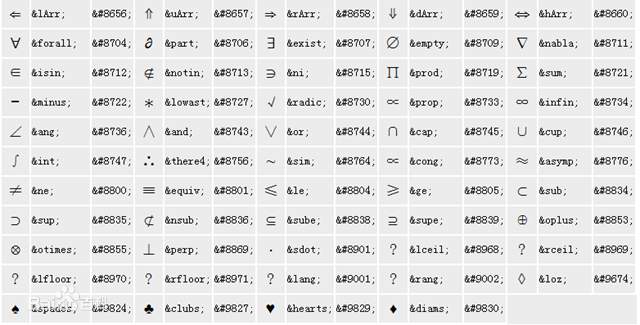 ⇐ &lArr; &#8656; ⇑ &uArr; &#8657; ⇒ &rArr; &#8658; ⇓ &dArr; &#8659; ⇔ &hArr; &#8660;
∀ &forall; &#8704; ∂ &part; &#8706; ∃ &exist; &#8707; ∅ &empty; &#8709; ∇ &nabla; &#8711;
∈ &isin; &#8712; ∉ &notin; &#8713; ∋ &ni; &#8715; ∏ &prod; &#8719; ∑ &sum; &#8721;
− &minus; &#8722; ∗ &lowast; &#8727; √ &radic; &#8730; ∝ &prop; &#8733; ∞ &infin; &#8734;
∠ &ang; &#8736; ∧ &and; &#8743; ∨ &or; &#8744; ∩ &cap; &#8745; ∪ &cup; &#8746;
∫ &int; &#8747; ∴ &there4; &#8756; ∼ &sim; &#8764; ∝ &cong; &#8773; ≈ &asymp; &#8776;
≠ &ne; &#8800; ≡ &equiv; &#8801; ≤ &le; &#8804; ≥ &ge; &#8805; ⊂ &sub; &#8834;
⊃ &sup; &#8835; ⊄ &nsub; &#8836; ⊆ &sube; &#8838; ⊇ &supe; &#8839; ⊕ &oplus; &#8853;
⊗ &otimes; &#8855; ⊥ &perp; &#8869; ⋅ &sdot; &#8901; ? &lceil; &#8968; ? &rceil; &#8969;
? &lfloor; &#8970; ? &rfloor; &#8971; ? &lang; &#9001; ? &rang; &#9002; ◊ &loz; &#9674;
♠ &spades; &#9824; ♣ &clubs; &#9827; ♥ &hearts; &#9829; ♦ &diams; &#9830;
Bai百科